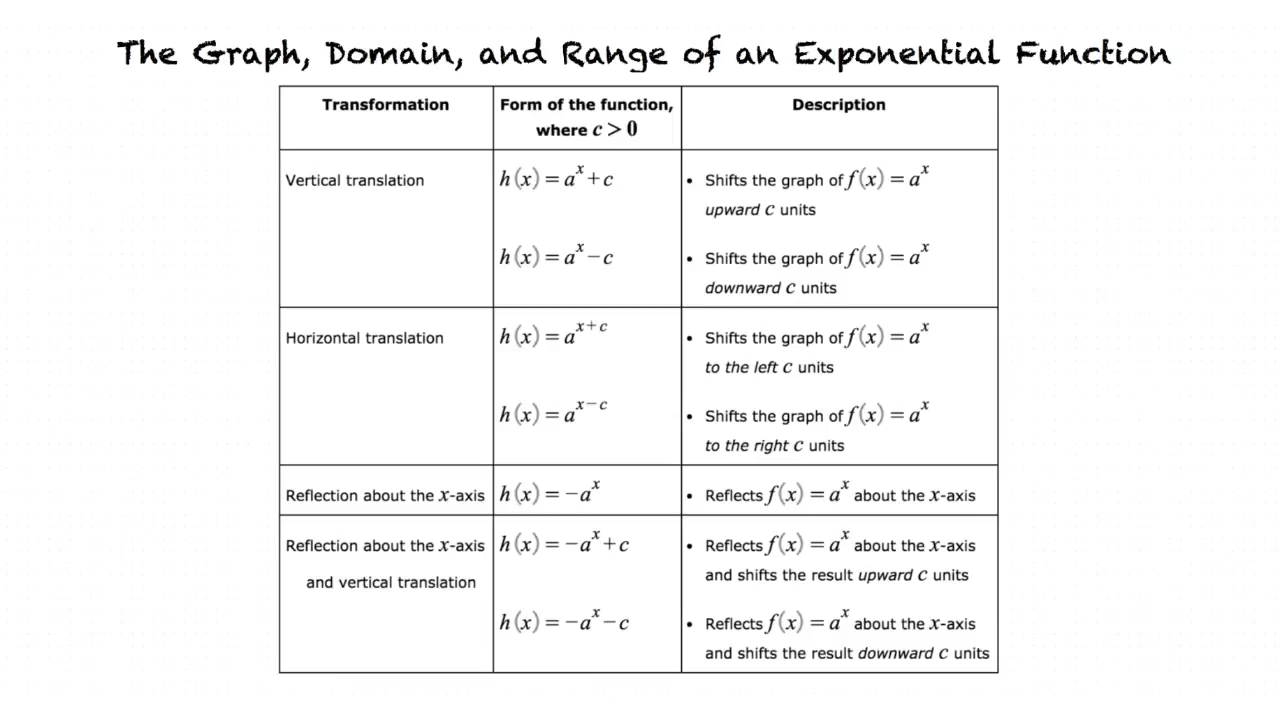 The Graph, Domain, and Range of an Exponential Function
Transformation
Form of the function,
where c > 0
Description
Vertical translation
h(x) = a^x + c
• Shifts the graph of f(x) = a^x
upward c units
h(x) = a^x − c
• Shifts the graph of f(x) = a^x
downward c units
Horizontal translation
h(x) = a^{x+c}
• Shifts the graph of f(x) = a^x
to the left c units
h(x) = a^{x−c}
• Shifts the graph of f(x) = a^x
to the right c units
Reflection about the x-axis
h(x) = −a^x
• Reflects f(x) = a^x about the x-axis
Reflection about the x-axis
and vertical translation
h(x) = −a^x + c
• Reflects f(x) = a^x about the x-axis
and shifts the result upward c units
h(x) = −a^x − c
• Reflects f(x) = a^x about the x-axis
and shifts the result downward c units